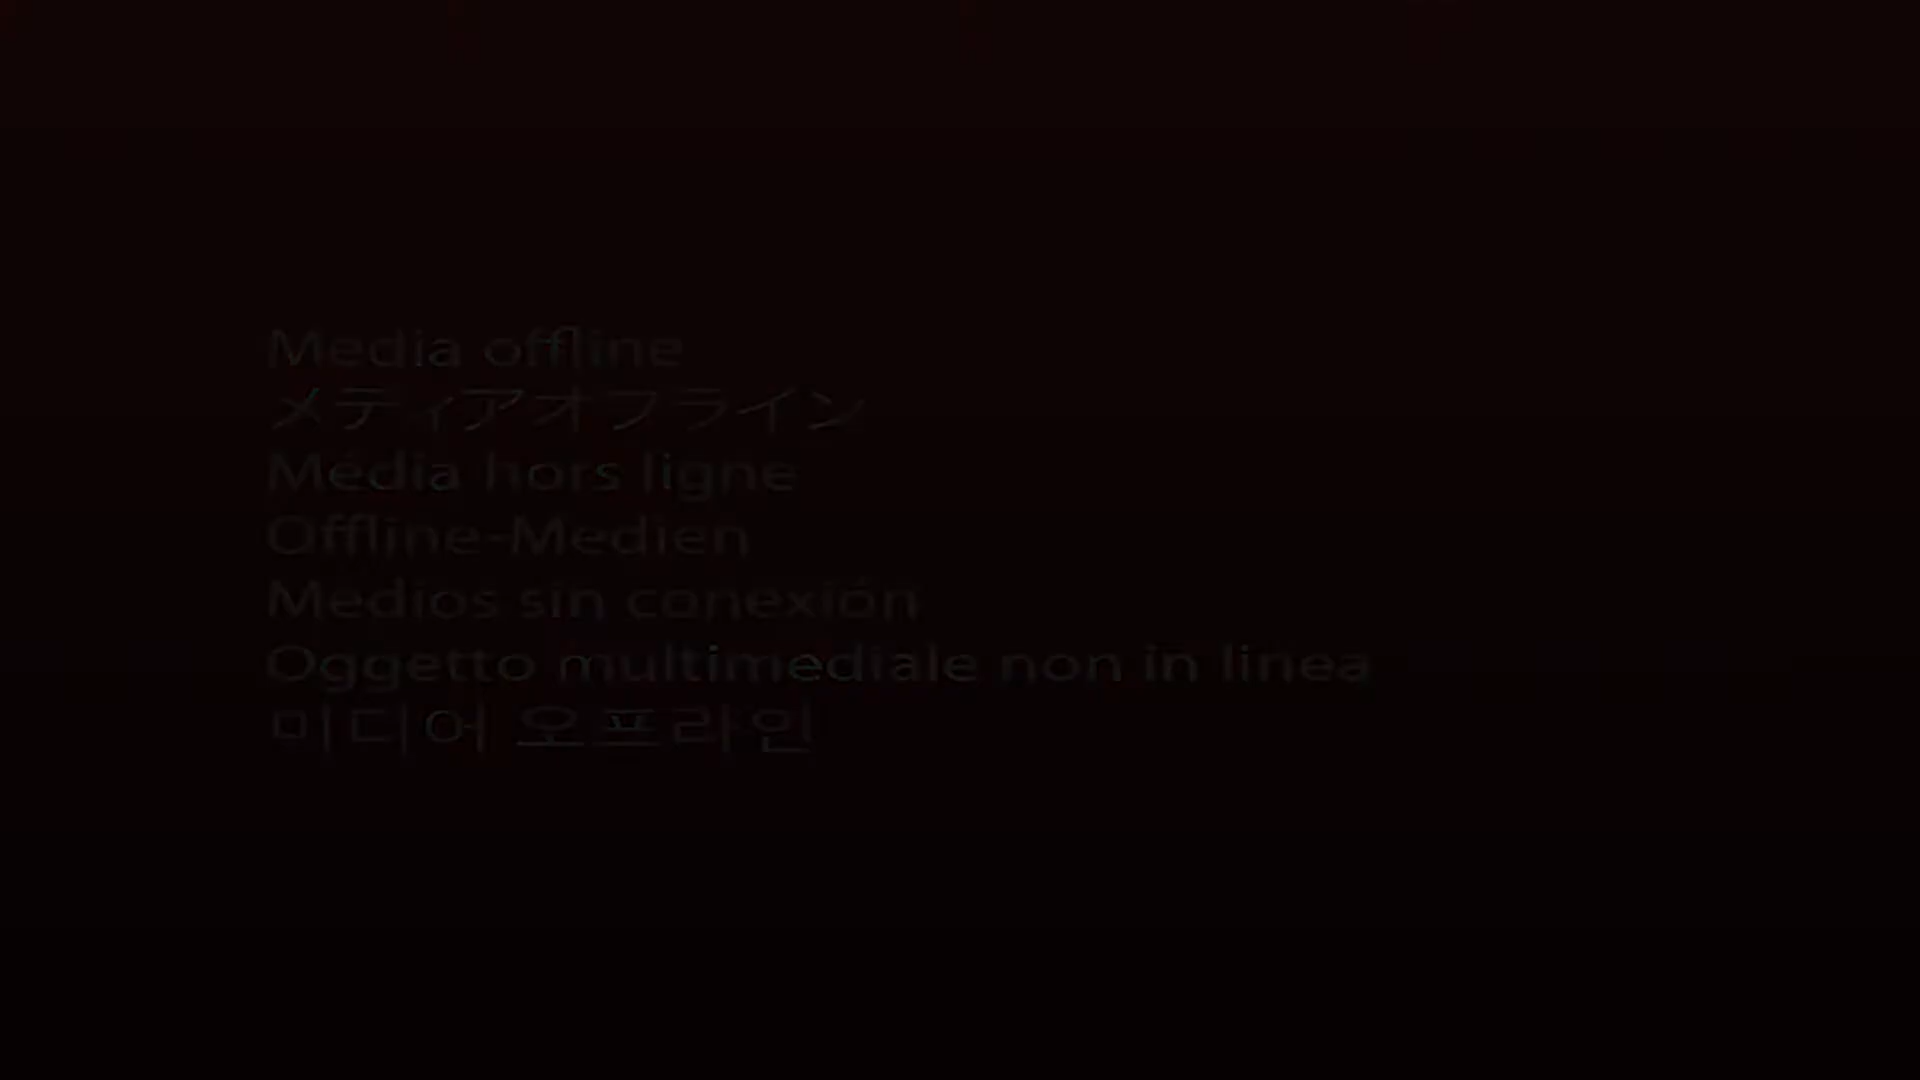 Media offline
メディアオフライン
Média hors ligne
Offline-Medien
Medios sin conexión
Oggetto multimediale non in linea
미디어 오프라인